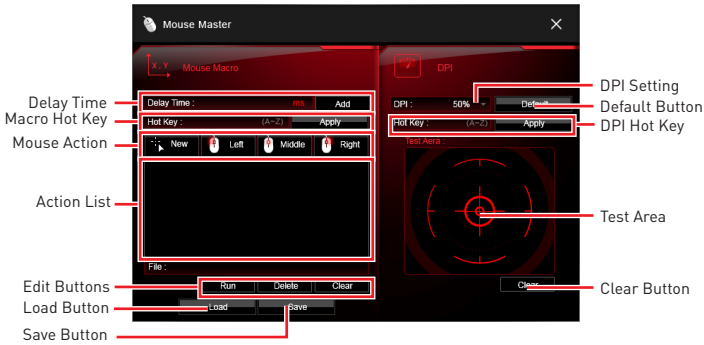 Mouse Master
X , Y
Mouse Macro
DPI
Delay Time :
ms
Add
Hot Key :
(A~Z)
Apply
New
Left
Middle
Right
File :
Run
Delete
Clear
Load
Save
DPI :
50%
Default
Hot Key :
(A~Z)
Apply
Test Aera :
Clear
Delay Time
Macro Hot Key
Mouse Action
Action List
Edit Buttons
Load Button
Save Button
DPI Setting
Default Button
DPI Hot Key
Test Area
Clear Button